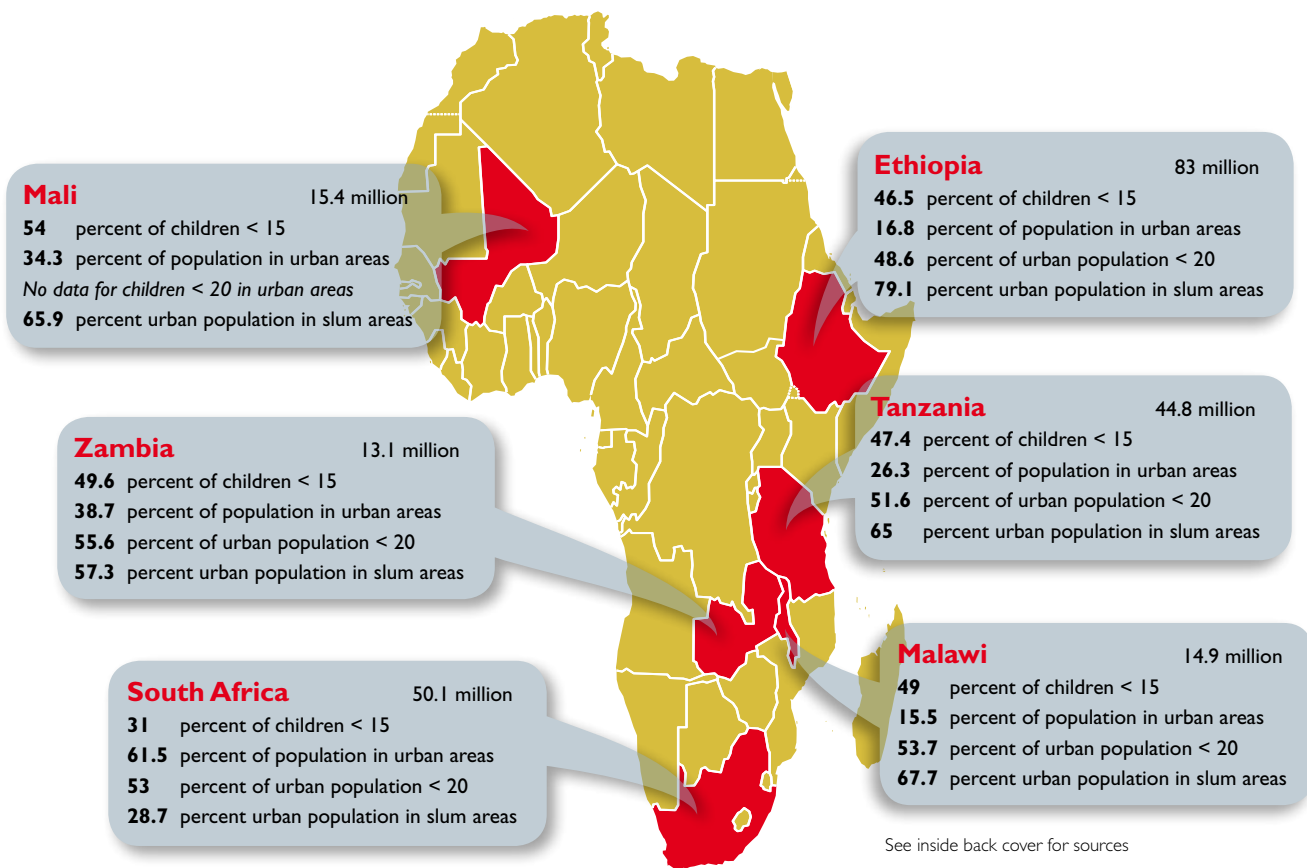 Mali 15.4 million
54 percent of children < 15
34.3 percent of population in urban areas
No data for children < 20 in urban areas
65.9 percent urban population in slum areas
Ethiopia 83 million
46.5 percent of children < 15
16.8 percent of population in urban areas
48.6 percent of urban population < 20
79.1 percent urban population in slum areas
Zambia 13.1 million
49.6 percent of children < 15
38.7 percent of population in urban areas
55.6 percent of urban population < 20
57.3 percent urban population in slum areas
Tanzania 44.8 million
47.4 percent of children < 15
26.3 percent of population in urban areas
51.6 percent of urban population < 20
65 percent urban population in slum areas
South Africa 50.1 million
31 percent of children < 15
61.5 percent of population in urban areas
53 percent of urban population < 20
28.7 percent urban population in slum areas
Malawi 14.9 million
49 percent of children < 15
15.5 percent of population in urban areas
53.7 percent of urban population < 20
67.7 percent urban population in slum areas
See inside back cover for sources